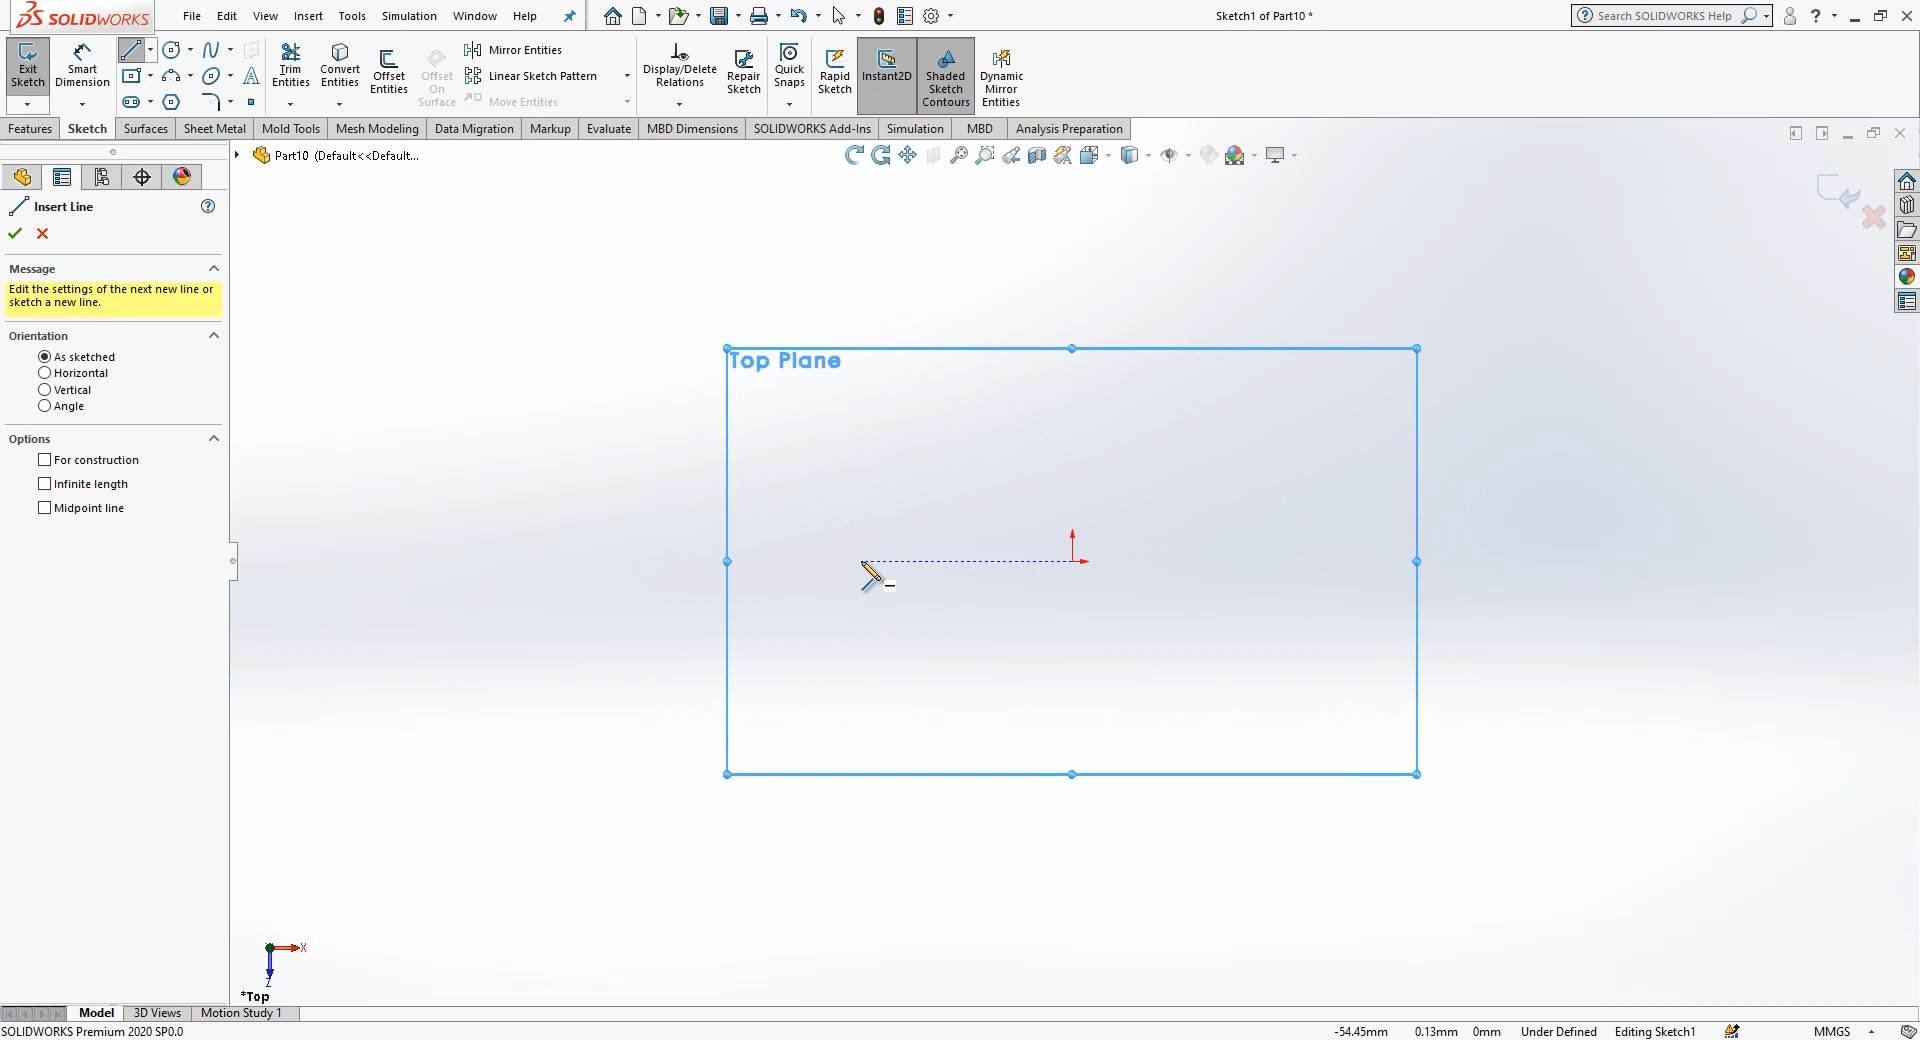 SOLIDWORKS File Edit View Insert Tools Simulation Window Help Sketch1 of Part10 * Search SOLIDWORKS Help
Exit Sketch
Smart Dimension
Trim Entities
Convert Entities
Offset Entities
Offset On Surface
Mirror Entities
Linear Sketch Pattern
Move Entities
Display/Delete Relations
Repair Sketch
Quick Snaps
Rapid Sketch
Instant2D
Shaded Sketch Contours
Dynamic Mirror Entities
Features Sketch Surfaces Sheet Metal Mold Tools Mesh Modeling Data Migration Markup Evaluate MBD Dimensions SOLIDWORKS Add-Ins Simulation MBD Analysis Preparation
Part10 (Default<<Default...
Insert Line
Message
Edit the settings of the next new line or
sketch a new line.
Orientation
As sketched
Horizontal
Vertical
Angle
Options
For construction
Infinite length
Midpoint line
Top Plane
X
Z
*Top
Model 3D Views Motion Study 1
SOLIDWORKS Premium 2020 SP0.0 -54.45mm 0.13mm 0mm Under Defined Editing Sketch1 MMGS